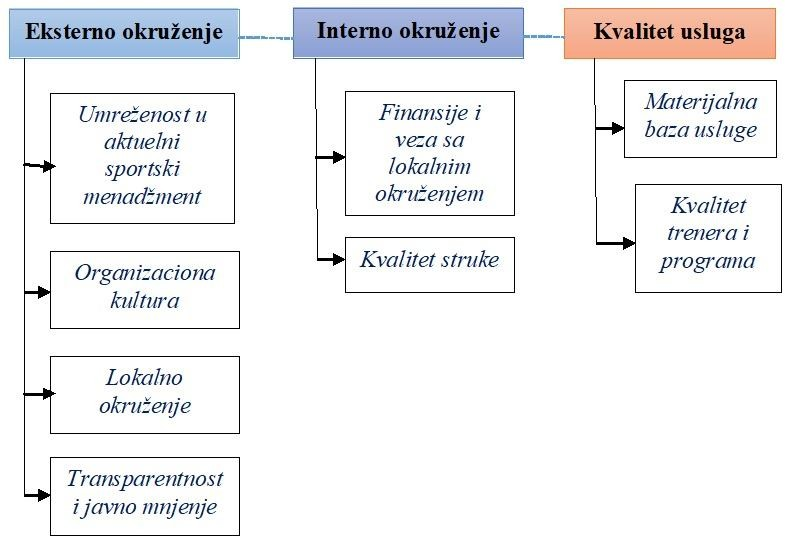 Eksterno okruženje
Umreženost u
aktuelni
sportski
menadžment
Organizaciona
kultura
Lokalno
okruženje
Transparentnost
i javno mnjenje
Interno okruženje
Finansije i
veza sa
lokalnim
okruženjem
Kvalitet struke
Kvalitet usluga
Materijalna
baza usluge
Kvalitet
trenera i
programa